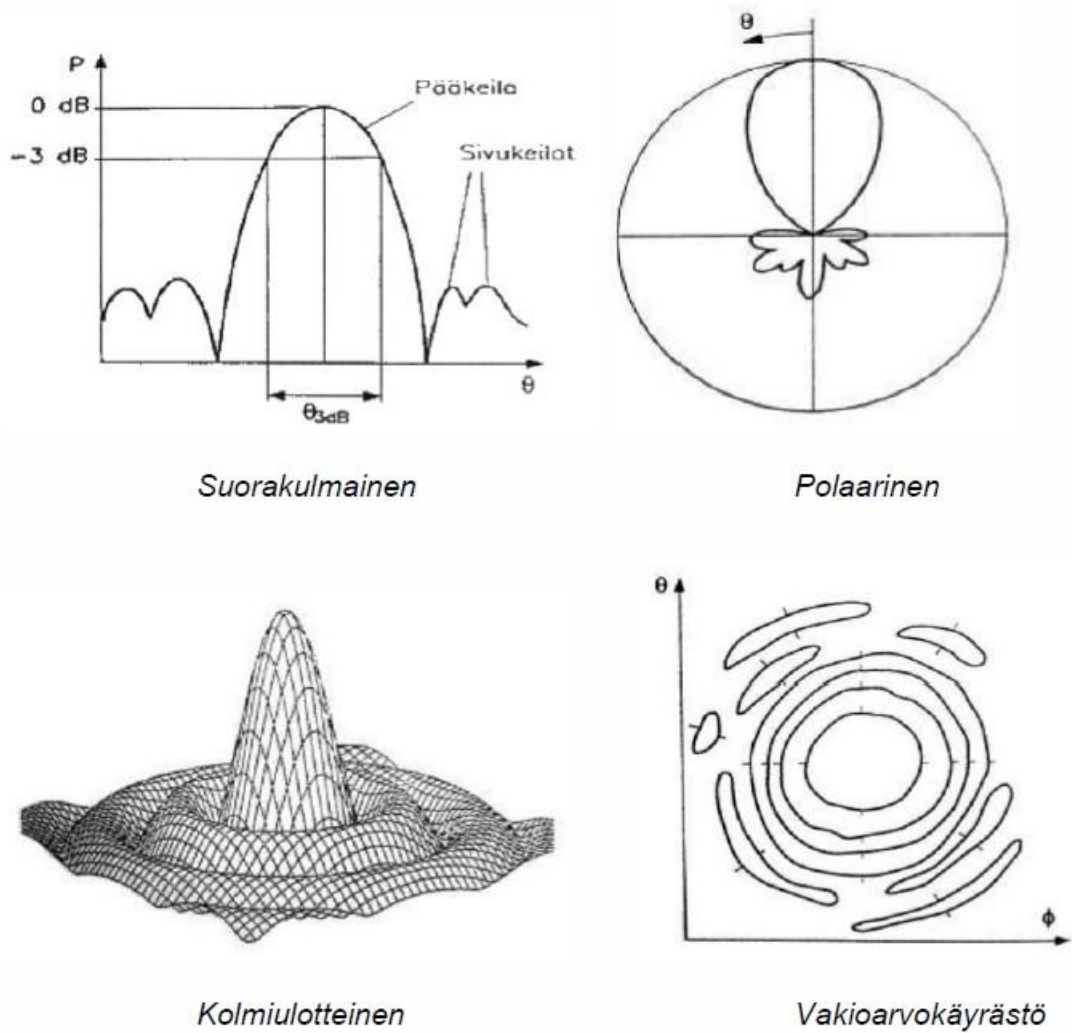 P
0 dB
-3 dB
Pääkeila
Sivukeilat
θ
θ3dB
Suorakulmainen
θ
Polaarinen
Kolmiulotteinen
θ
ϕ
Vakioarvokäyrästö